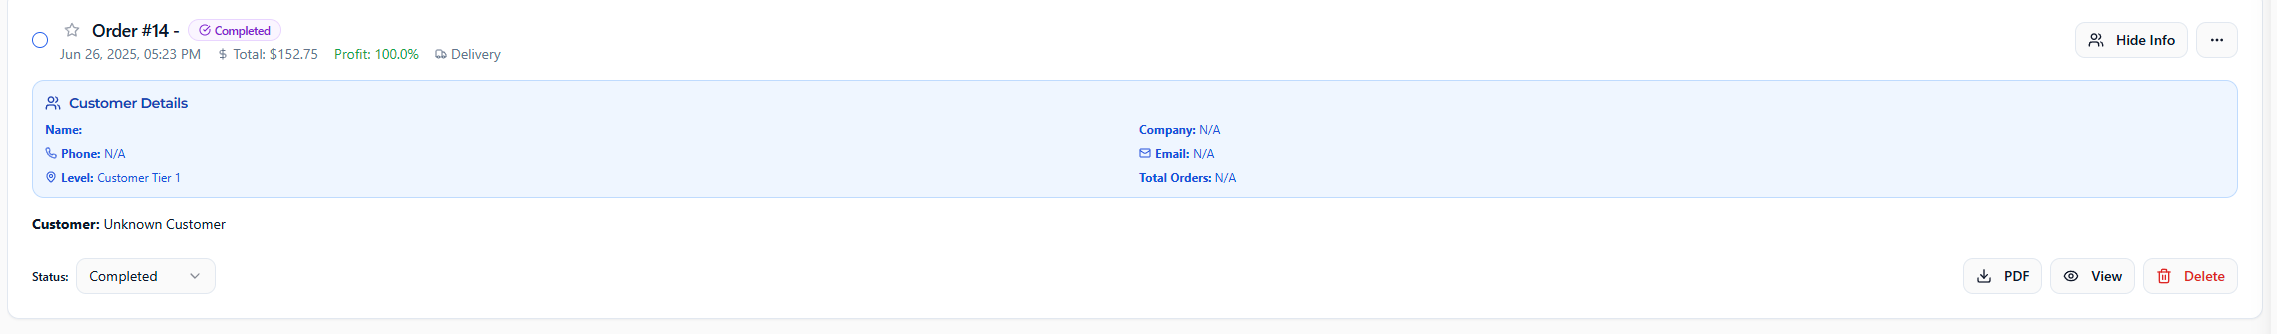 Order #14 - Completed
Jun 26, 2025, 05:23 PM $ Total: $152.75 Profit: 100.0% Delivery
Hide Info
Customer Details
Name: Company: N/A
Phone: N/A Email: N/A
Level: Customer Tier 1 Total Orders: N/A
Customer: Unknown Customer
Status: Completed PDF View Delete